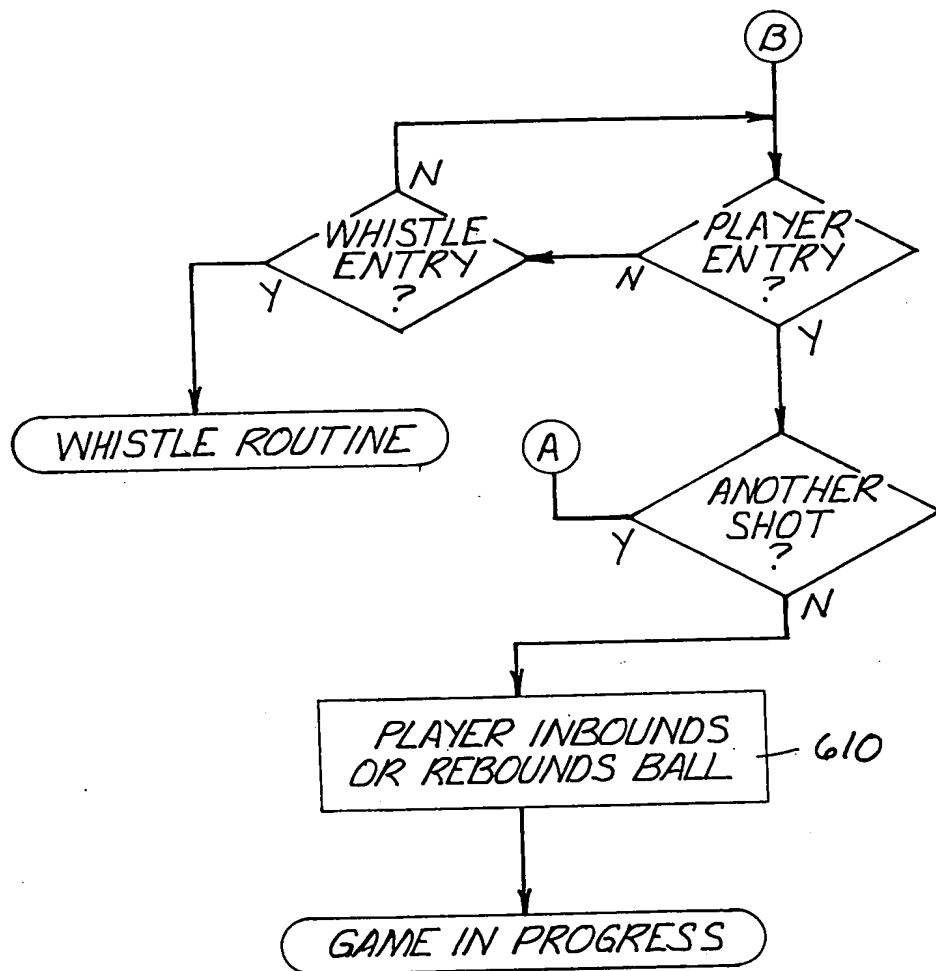 B
N
WHISTLE
ENTRY
?
Y
PLAYER
ENTRY
?
N
Y
WHISTLE ROUTINE
A
ANOTHER
SHOT
?
Y
N
PLAYER INBOUNDS
OR REBOUNDS BALL
610
GAME IN PROGRESS